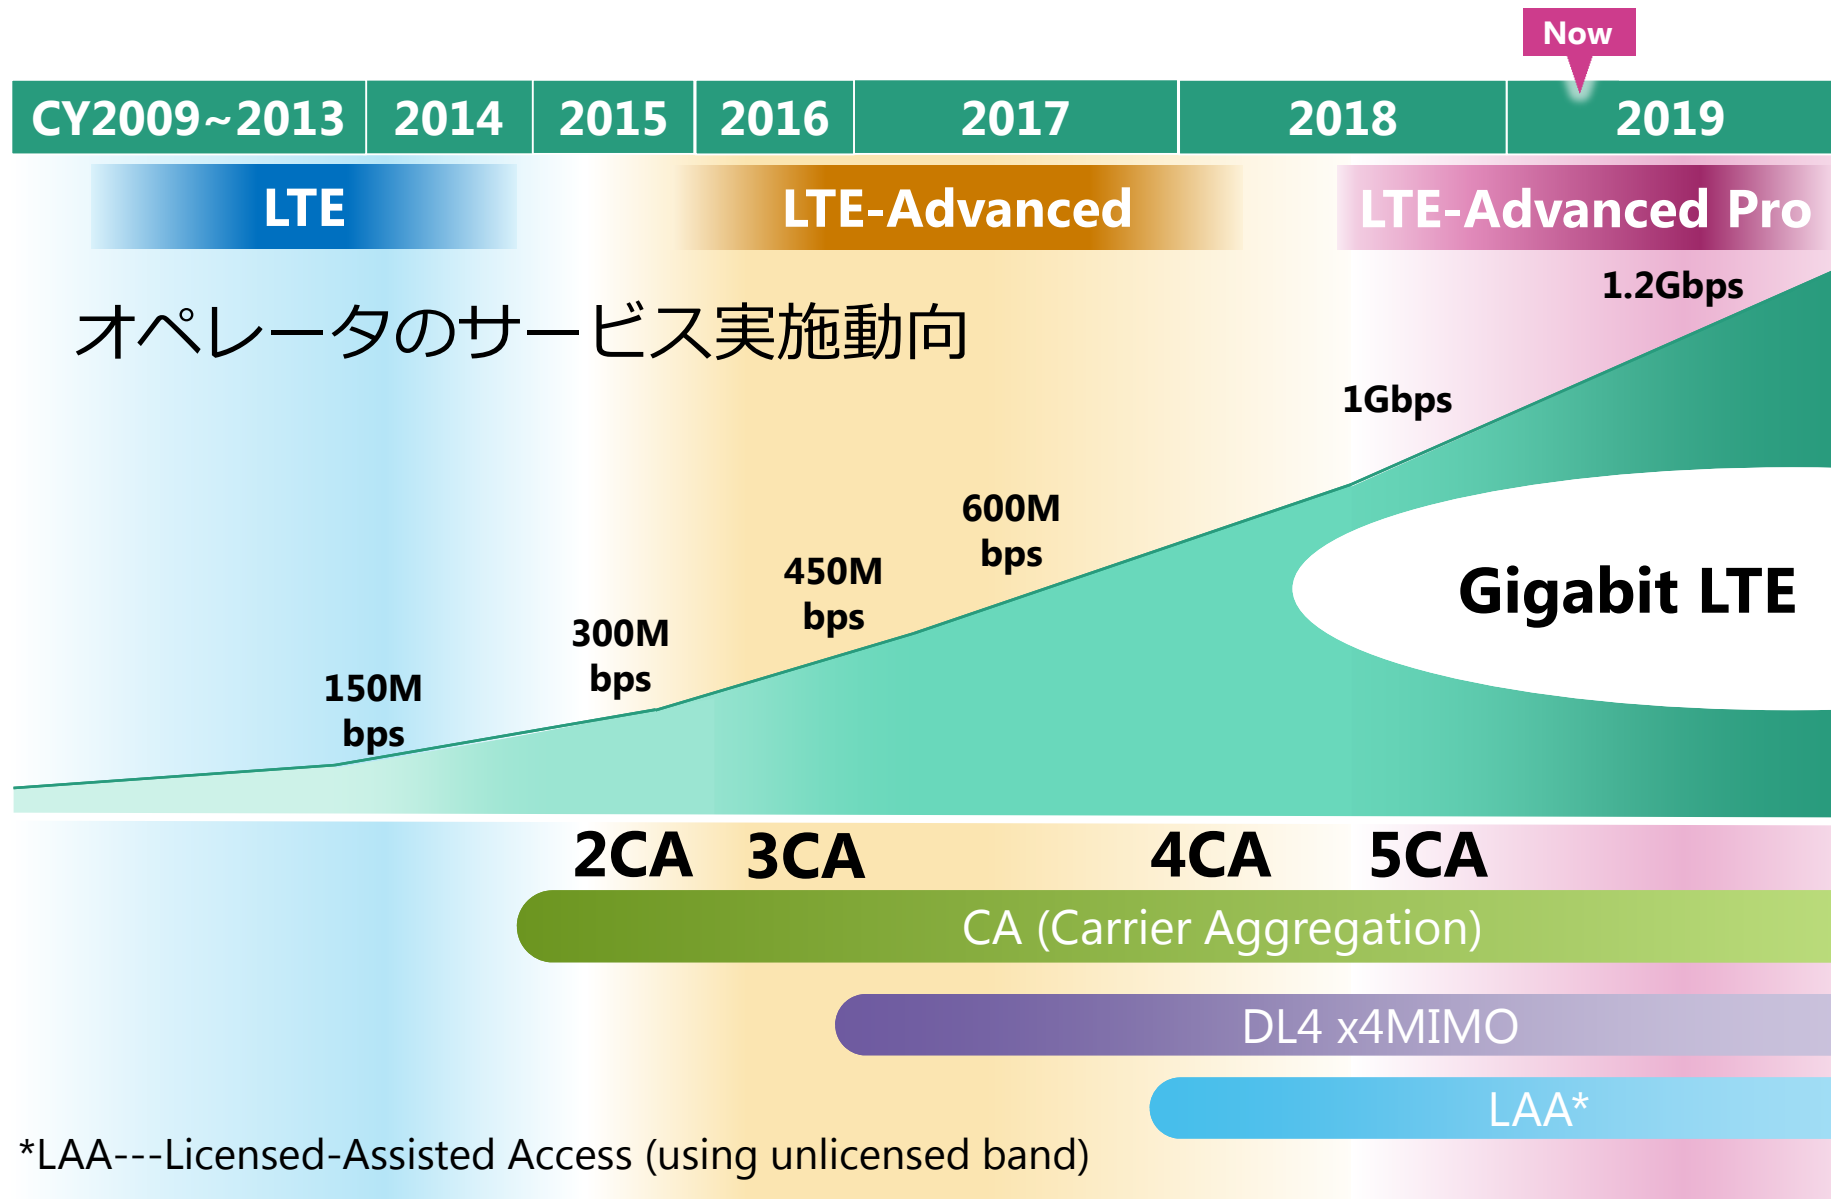 Now
CY2009~2013 2014 2015 2016 2017 2018 2019
LTE LTE-Advanced LTE-Advanced Pro
オペレータのサービス実施動向
1.2Gbps
1Gbps
600M
bps
450M
bps
300M
bps
150M
bps
Gigabit LTE
2CA 3CA 4CA 5CA
CA (Carrier Aggregation)
DL4 x4MIMO
LAA*
*LAA---Licensed-Assisted Access (using unlicensed band)